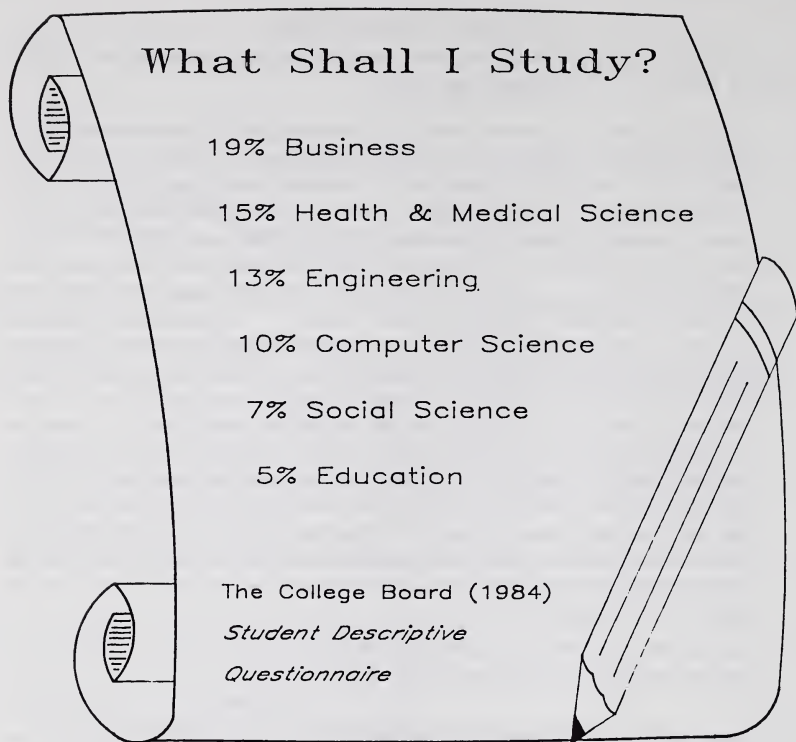 What Shall I Study?
19% Business
15% Health & Medical Science
13% Engineering
10% Computer Science
7% Social Science
5% Education
The College Board (1984)
Student Descriptive
Questionnaire